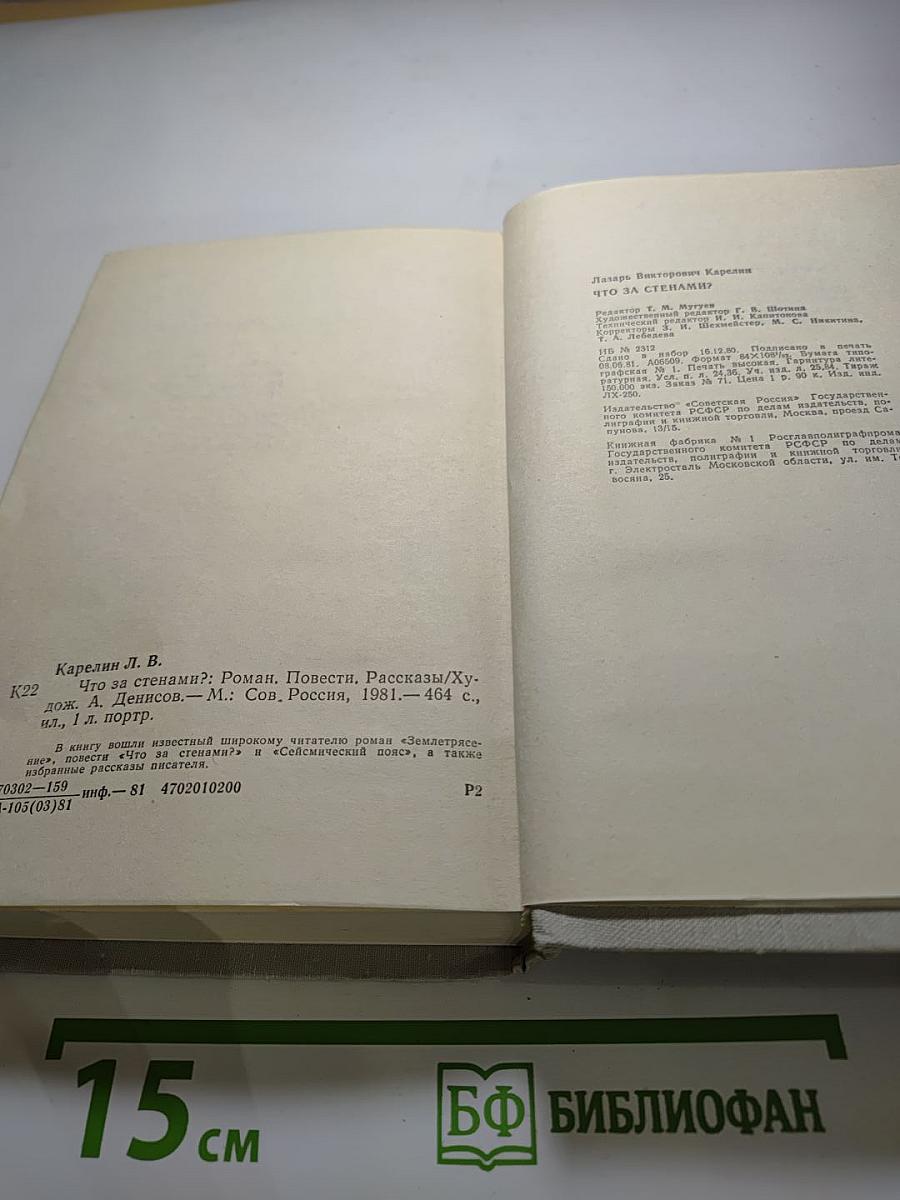 Карелин Л. В.
К22
Что за стенами?: Роман. Повести. Рассказы/Ху-
дож. А. Денисов.— М.: Сов. Россия, 1981.— 464 с.,
ил., 1 л. портр.
В книгу вошли известный широкому читателю роман «Землетрясе-
ние», повести «Что за стенами?» и «Сейсмический пояс», а также
избранные рассказы писателя.
70302—159
-105(03)81
инф.— 81 4702010200
Р2
Лазарь Викторович Карелин
ЧТО ЗА СТЕНАМИ?
Редактор Т. М. Мугуев
Художественный редактор Г. В. Шотина
Технический редактор И. И. Капитонова
Корректоры З. И. Шехмейстер, М. С. Никитина,
Т. А. Лебедева
ИБ № 2312
Сдано в набор 16.12.80. Подписано в печать
08.05.81. А06509. Формат 84×108¹/₃₂. Бумага типо-
графская № 1. Печать высокая. Гарнитура лите-
ратурная. Усл. п. л. 24,36. Уч. изд. л. 25,84. Тираж
150.000 экз. Заказ № 71. Цена 1 р. 90 к. Изд. инд.
ЛХ-250.
Издательство «Советская Россия» Государствен-
ного комитета РСФСР по делам издательств, по-
лиграфии и книжной торговли, Москва, проезд Са-
пунова, 13/15.
Книжная фабрика № 1 Росглавполиграфпрома
Государственного комитета РСФСР по делам
издательств, полиграфии и книжной торговли
г. Электросталь Московской области, ул. им. Те
восяна, 25.
15 см
БФ БИБЛИОФАН